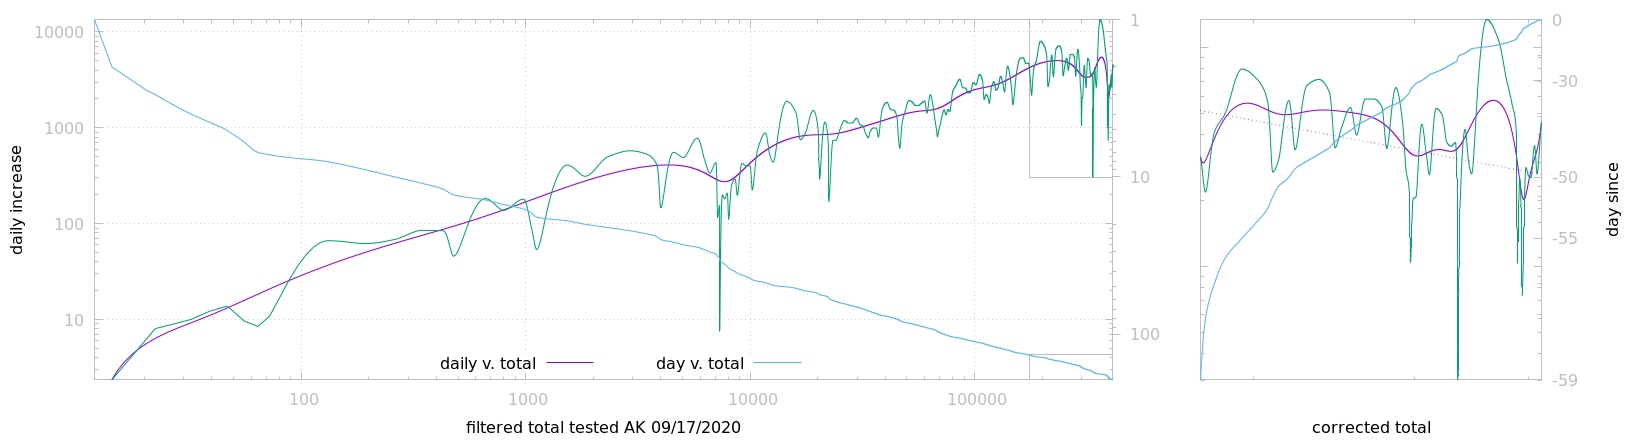 daily increase
10000
1000
100
10
100
1000
10000
100000
1
10
100
daily v. total
day v. total
filtered total tested AK 09/17/2020
0
-30
-50
-55
-59
day since
corrected total